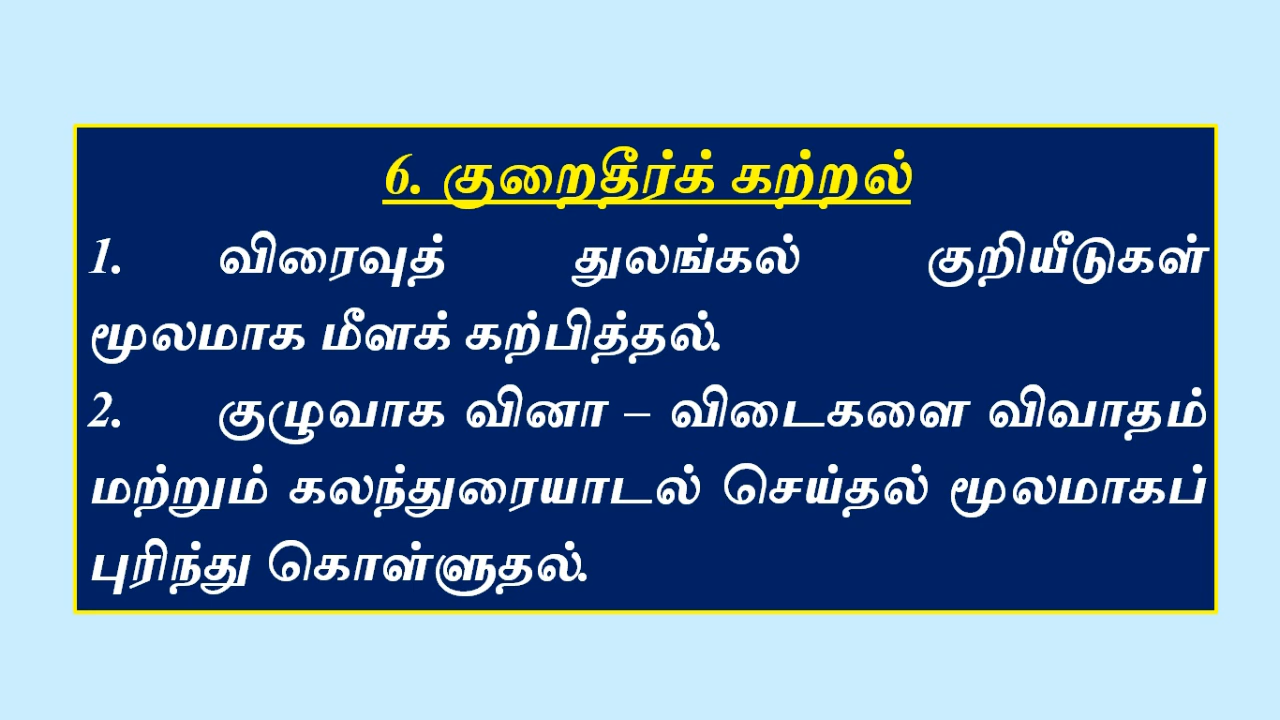 6. குறைதீர்க் கற்றல்
1. விரைவுத் துலங்கல் குறியீடுகள்
மூலமாக மீளக் கற்பித்தல்.
2. குழுவாக வினா – விடைகளை விவாதம்
மற்றும் கலந்துரையாடல் செய்தல் மூலமாகப்
புரிந்து கொள்ளுதல்.